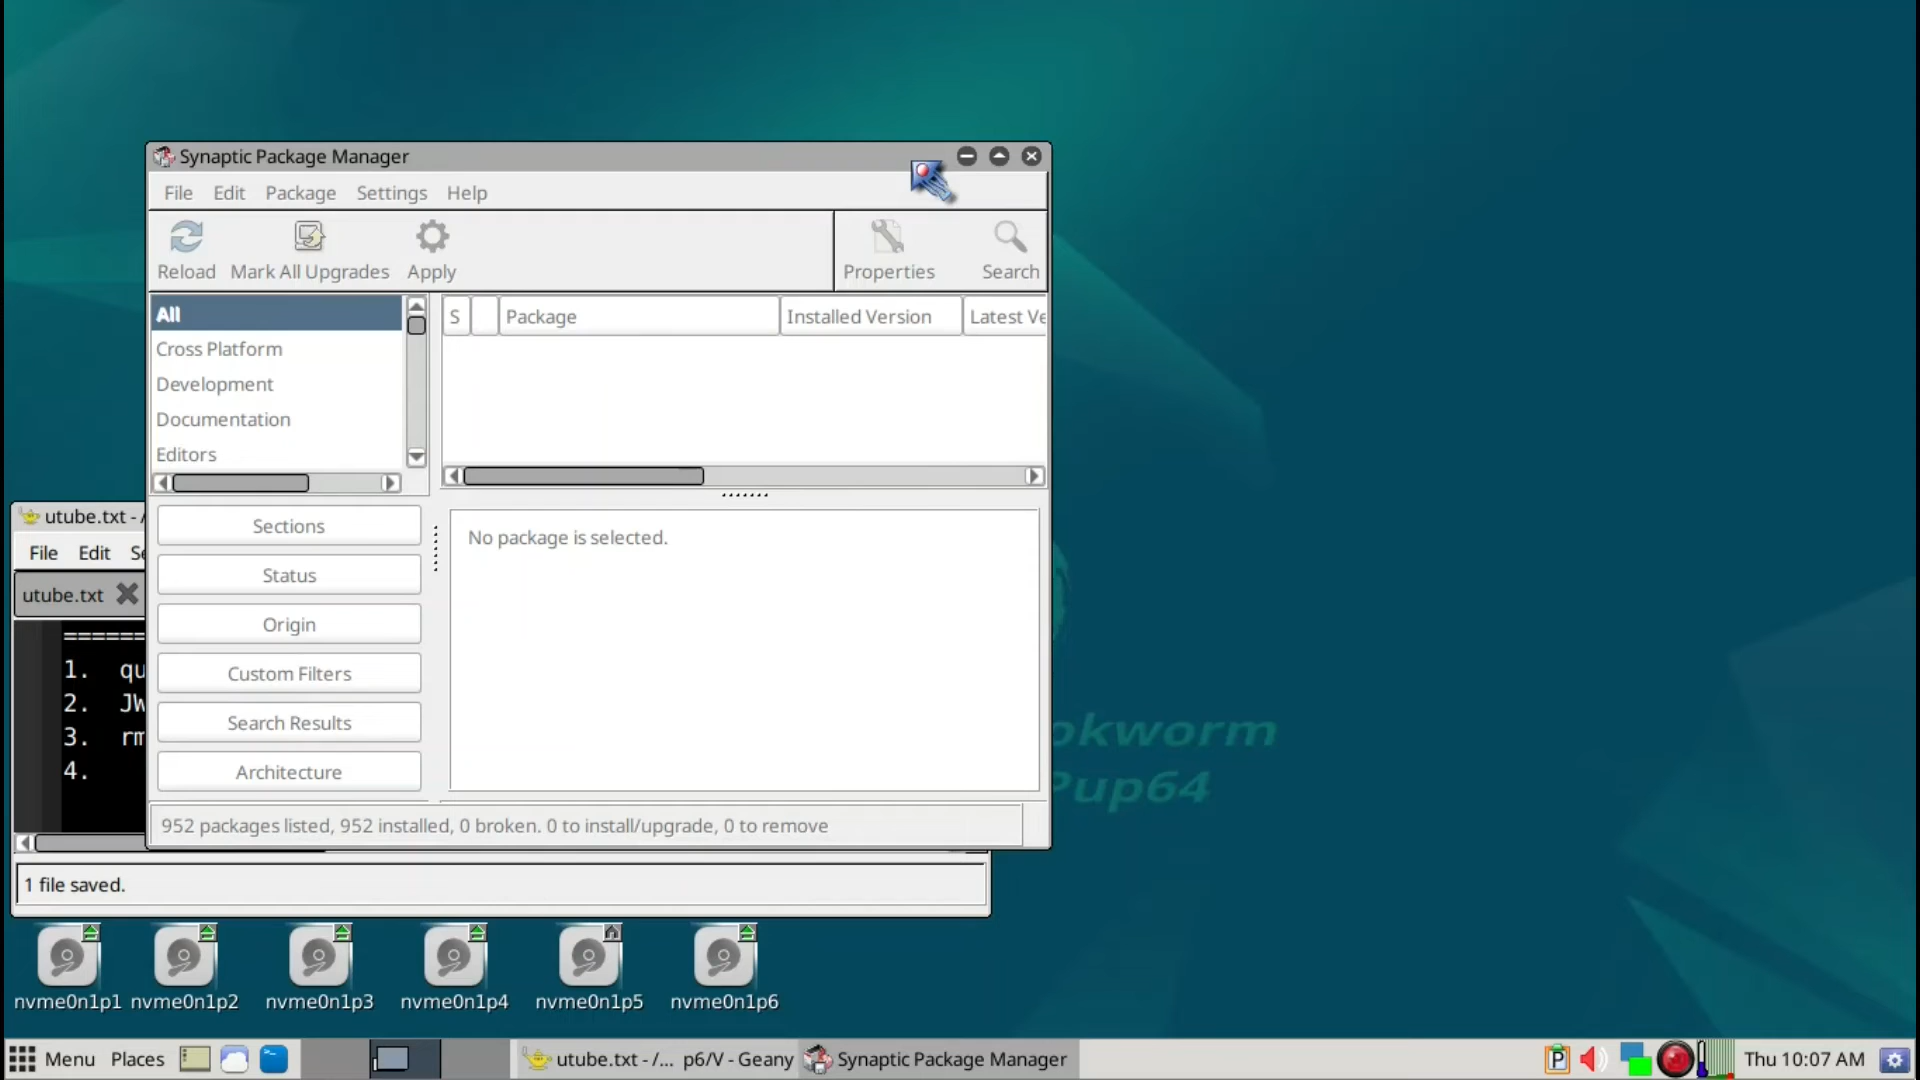 Synaptic Package Manager
File Edit Package Settings Help
Reload Mark All Upgrades Apply Properties Search
All
Cross Platform
Development
Documentation
Editors
S Package Installed Version Latest Ve
Sections
Status
Origin
Custom Filters
Search Results
Architecture
No package is selected.
952 packages listed, 952 installed, 0 broken. 0 to install/upgrade, 0 to remove
utube.txt - /
File Edit Se
utube.txt
=======
1. qu
2. JW
3. rm
4.
1 file saved.
okworm
Pup64
nvme0n1p1 nvme0n1p2 nvme0n1p3 nvme0n1p4 nvme0n1p5 nvme0n1p6
Menu Places utube.txt - /... p6/V - Geany Synaptic Package Manager P Thu 10:07 AM